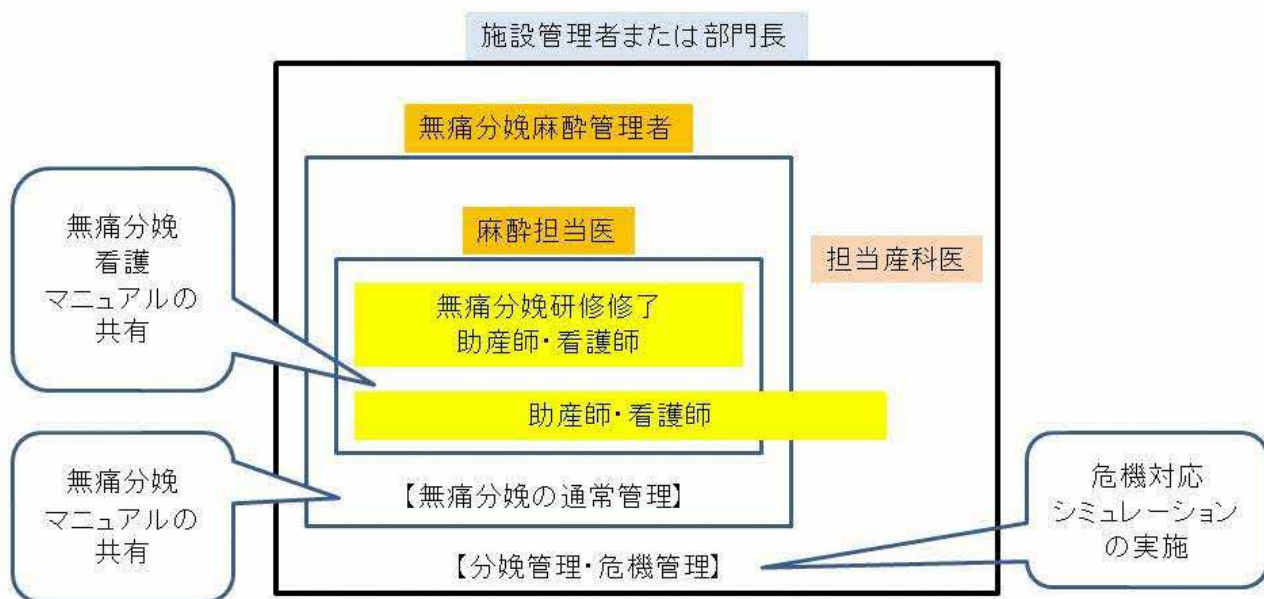 施設管理者または部門長
無痛分娩麻酔管理者
無痛分娩
看護
マニュアルの
共有
麻酔担当医
担当産科医
無痛分娩研修修了
助産師・看護師
助産師・看護師
無痛分娩
マニュアルの
共有
【無痛分娩の通常管理】
危機対応
シミュレーション
の実施
【分娩管理・危機管理】